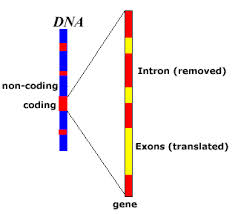 DNA
non-coding
coding
Intron (removed)
Exons (translated)
gene